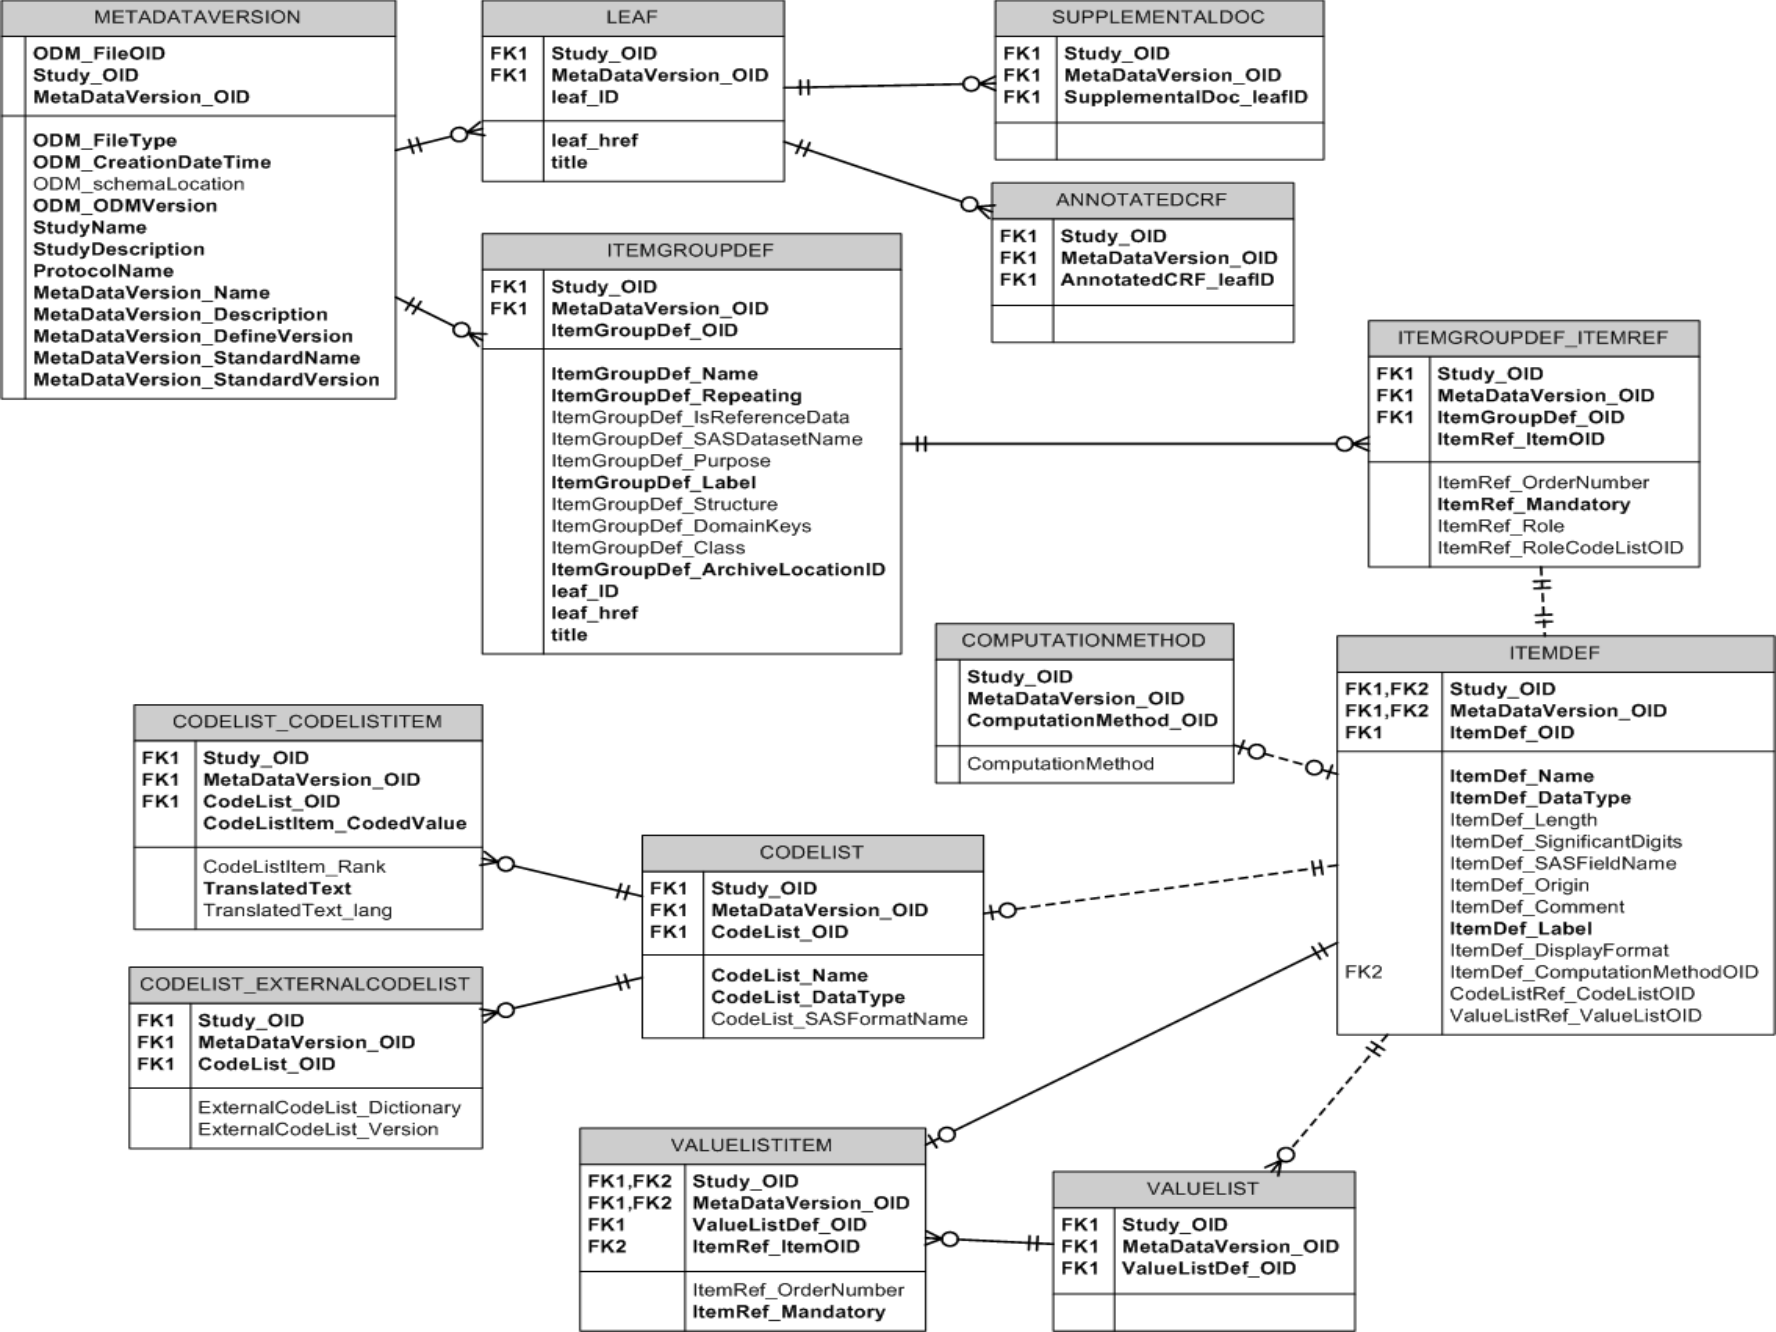 METADATAVERSION
ODM_FileOID
Study_OID
MetaDataVersion_OID
ODM_FileType
ODM_CreationDateTime
ODM_schemaLocation
ODM_ODMVersion
StudyName
StudyDescription
ProtocolName
MetaDataVersion_Name
MetaDataVersion_Description
MetaDataVersion_DefineVersion
MetaDataVersion_StandardName
MetaDataVersion_StandardVersion
LEAF
FK1 Study_OID
FK1 MetaDataVersion_OID
leaf_ID
leaf_href
title
SUPPLEMENTALDOC
FK1 Study_OID
FK1 MetaDataVersion_OID
FK1 SupplementalDoc_leafID
ANNOTATEDCRF
FK1 Study_OID
FK1 MetaDataVersion_OID
FK1 AnnotatedCRF_leafID
ITEMGROUPDEF
FK1 Study_OID
FK1 MetaDataVersion_OID
ItemGroupDef_OID
ItemGroupDef_Name
ItemGroupDef_Repeating
ItemGroupDef_IsReferenceData
ItemGroupDef_SASDatasetName
ItemGroupDef_Purpose
ItemGroupDef_Label
ItemGroupDef_Structure
ItemGroupDef_DomainKeys
ItemGroupDef_Class
ItemGroupDef_ArchiveLocationID
leaf_ID
leaf_href
title
ITEMGROUPDEF_ITEMREF
FK1 Study_OID
FK1 MetaDataVersion_OID
FK1 ItemGroupDef_OID
ItemRef_ItemOID
ItemRef_OrderNumber
ItemRef_Mandatory
ItemRef_Role
ItemRef_RoleCodeListOID
COMPUTATIONMETHOD
Study_OID
MetaDataVersion_OID
ComputationMethod_OID
ComputationMethod
ITEMDEF
FK1,FK2 Study_OID
FK1,FK2 MetaDataVersion_OID
FK1 ItemDef_OID
ItemDef_Name
ItemDef_DataType
ItemDef_Length
ItemDef_SignificantDigits
ItemDef_SASFieldName
ItemDef_Origin
ItemDef_Comment
ItemDef_Label
ItemDef_DisplayFormat
FK2 ItemDef_ComputationMethodOID
CodeListRef_CodeListOID
ValueListRef_ValueListOID
CODELIST_CODELISTITEM
FK1 Study_OID
FK1 MetaDataVersion_OID
FK1 CodeList_OID
CodeListItem_CodedValue
CodeListItem_Rank
TranslatedText
TranslatedText_lang
CODELIST
FK1 Study_OID
FK1 MetaDataVersion_OID
FK1 CodeList_OID
CodeList_Name
CodeList_DataType
CodeList_SASFormatName
CODELIST_EXTERNALCODELIST
FK1 Study_OID
FK1 MetaDataVersion_OID
FK1 CodeList_OID
ExternalCodeList_Dictionary
ExternalCodeList_Version
VALUELISTITEM
FK1,FK2 Study_OID
FK1,FK2 MetaDataVersion_OID
FK1 ValueListDef_OID
FK2 ItemRef_ItemOID
ItemRef_OrderNumber
ItemRef_Mandatory
VALUELIST
FK1 Study_OID
FK1 MetaDataVersion_OID
FK1 ValueListDef_OID